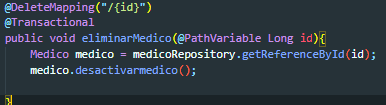 @DeleteMapping("/{id}")
@Transactional
public void eliminarMedico(@PathVariable Long id){
    Medico medico = medicoRepository.getReferenceById(id);
    medico.desactivarmedico();
}